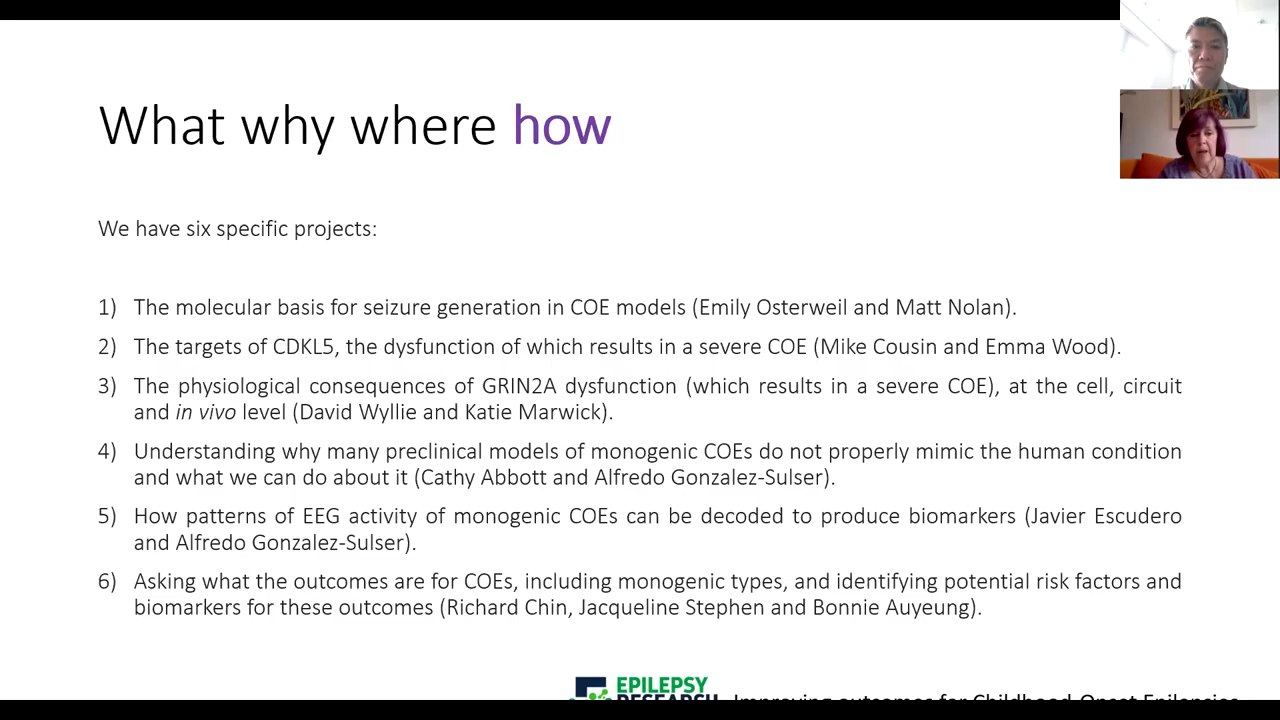 What why where how
We have six specific projects:
1) The molecular basis for seizure generation in COE models (Emily Osterweil and Matt Nolan).
2) The targets of CDKL5, the dysfunction of which results in a severe COE (Mike Cousin and Emma Wood).
3) The physiological consequences of GRIN2A dysfunction (which results in a severe COE), at the cell, circuit
and in vivo level (David Wyllie and Katie Marwick).
4) Understanding why many preclinical models of monogenic COEs do not properly mimic the human condition
and what we can do about it (Cathy Abbott and Alfredo Gonzalez-Sulser).
5) How patterns of EEG activity of monogenic COEs can be decoded to produce biomarkers (Javier Escudero
and Alfredo Gonzalez-Sulser).
6) Asking what the outcomes are for COEs, including monogenic types, and identifying potential risk factors and
biomarkers for these outcomes (Richard Chin, Jacqueline Stephen and Bonnie Auyeung).
EPILEPSY
RESEARCH
Improving outcomes for Childhood-Onset Epilepsies